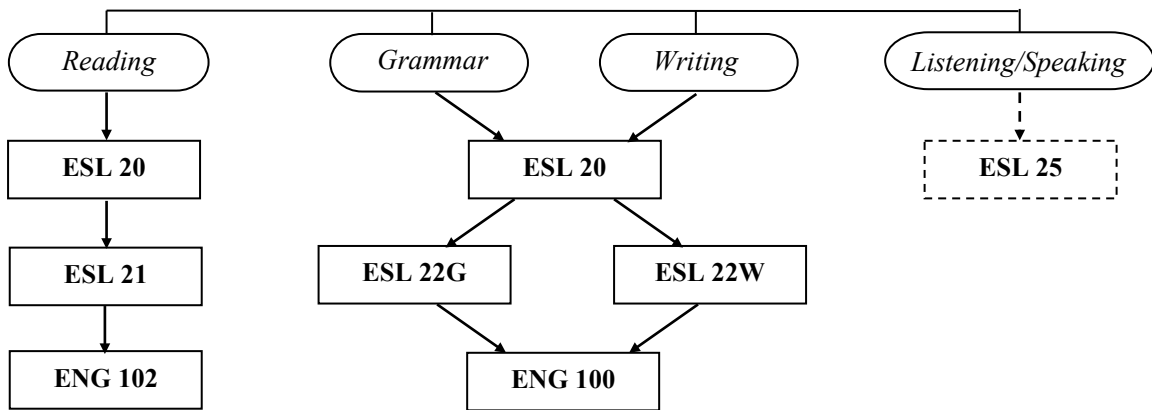 Reading
Grammar
Writing
Listening/Speaking
ESL 20
ESL 20
ESL 25
ESL 21
ESL 22G
ESL 22W
ENG 102
ENG 100